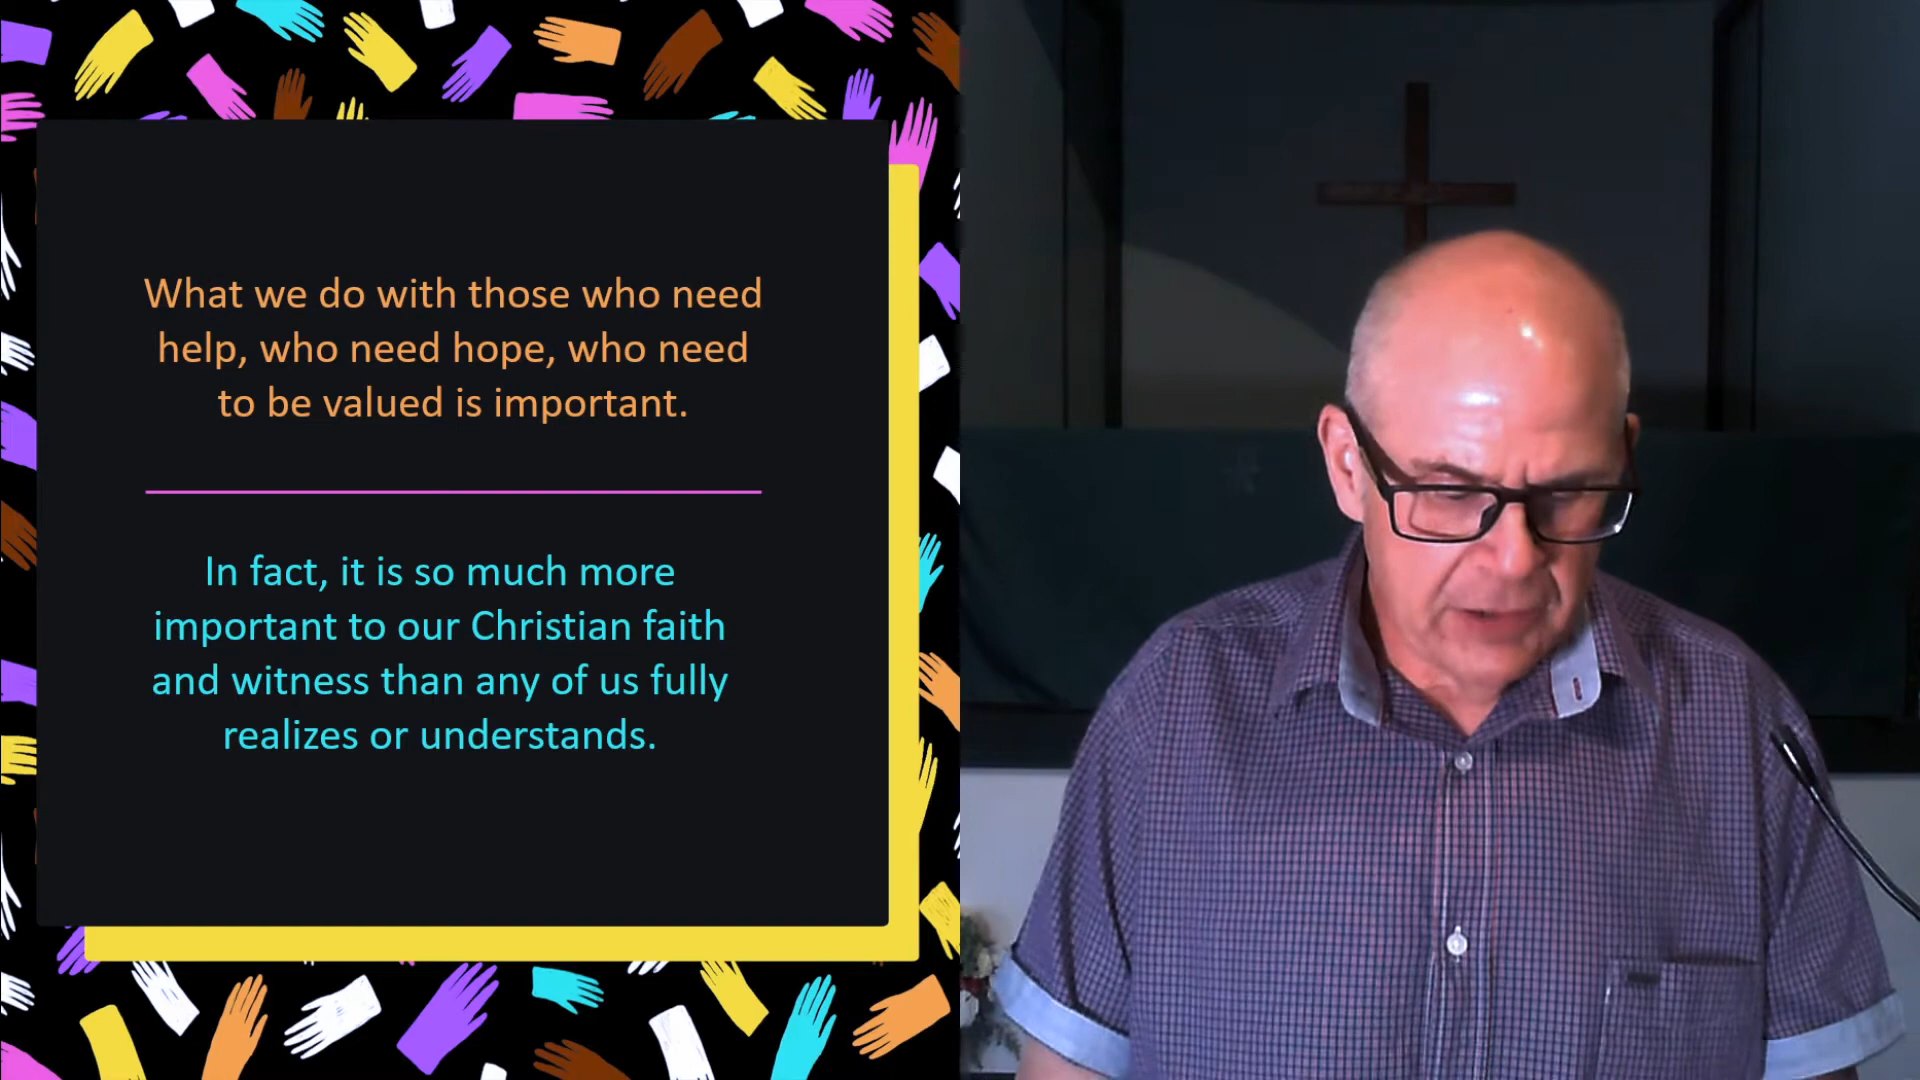 What we do with those who need
help, who need hope, who need
to be valued is important.
In fact, it is so much more
important to our Christian faith
and witness than any of us fully
realizes or understands.